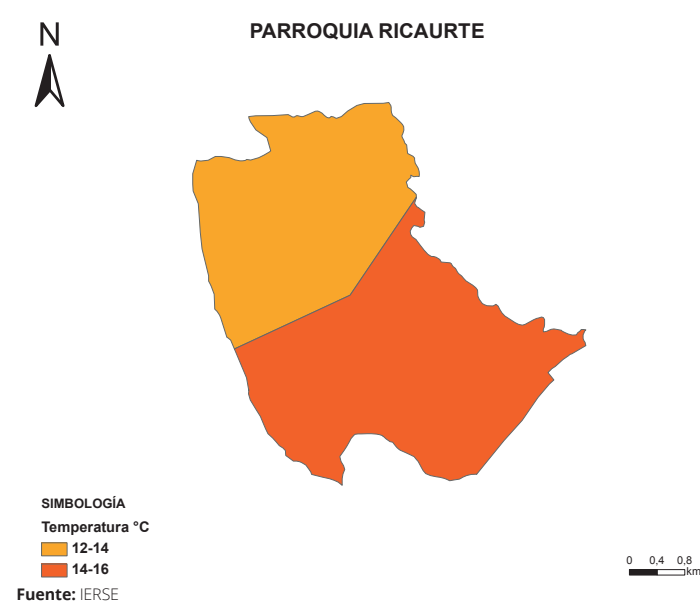 N
PARROQUIA RICAURTE
SIMBOLOGÍA
Temperatura °C
12-14
14-16
Fuente: IERSE
0 0,4 0,8
km